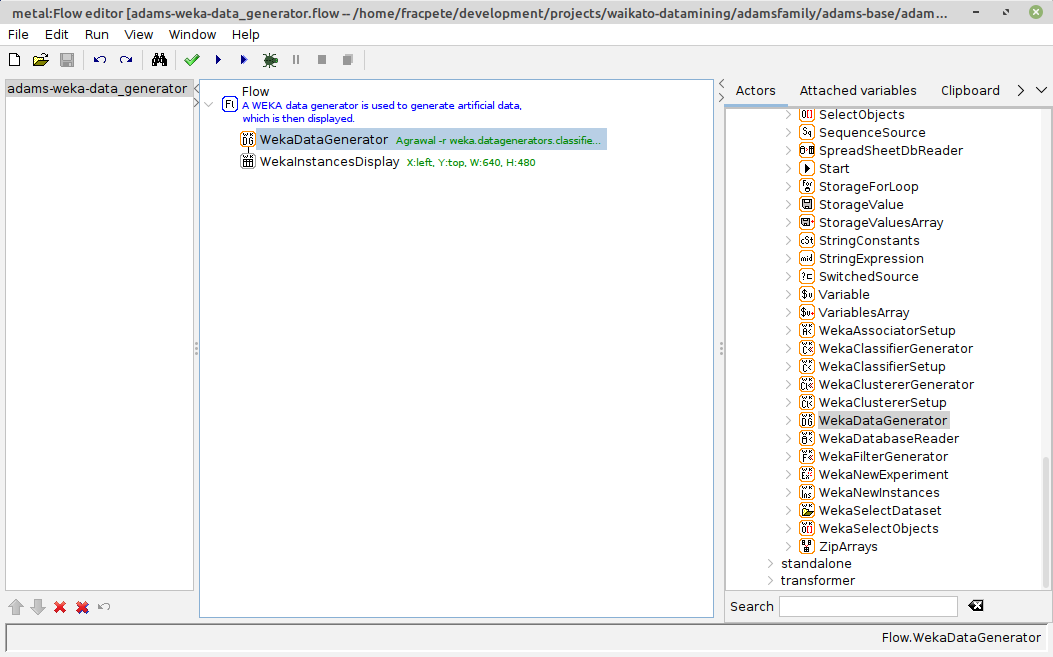 metal:Flow editor [adams-weka-data_generator.flow -- /home/fracpete/development/projects/waikato-datamining/adamsfamily/adams-base/adam...
File Edit Run View Window Help
adams-weka-data_generator
Flow
A WEKA data generator is used to generate artificial data,
which is then displayed.
WekaDataGenerator Agrawal -r weka.datagenerators.classifie...
WekaInstancesDisplay X:left, Y:top, W:640, H:480
Actors Attached variables Clipboard
SelectObjects
SequenceSource
SpreadSheetDbReader
Start
StorageForLoop
StorageValue
StorageValuesArray
StringConstants
StringExpression
SwitchedSource
Variable
VariablesArray
WekaAssociatorSetup
WekaClassifierGenerator
WekaClassifierSetup
WekaClustererGenerator
WekaClustererSetup
WekaDataGenerator
WekaDatabaseReader
WekaFilterGenerator
WekaNewExperiment
WekaNewInstances
WekaSelectDataset
WekaSelectObjects
ZipArrays
standalone
transformer
Search
Flow.WekaDataGenerator